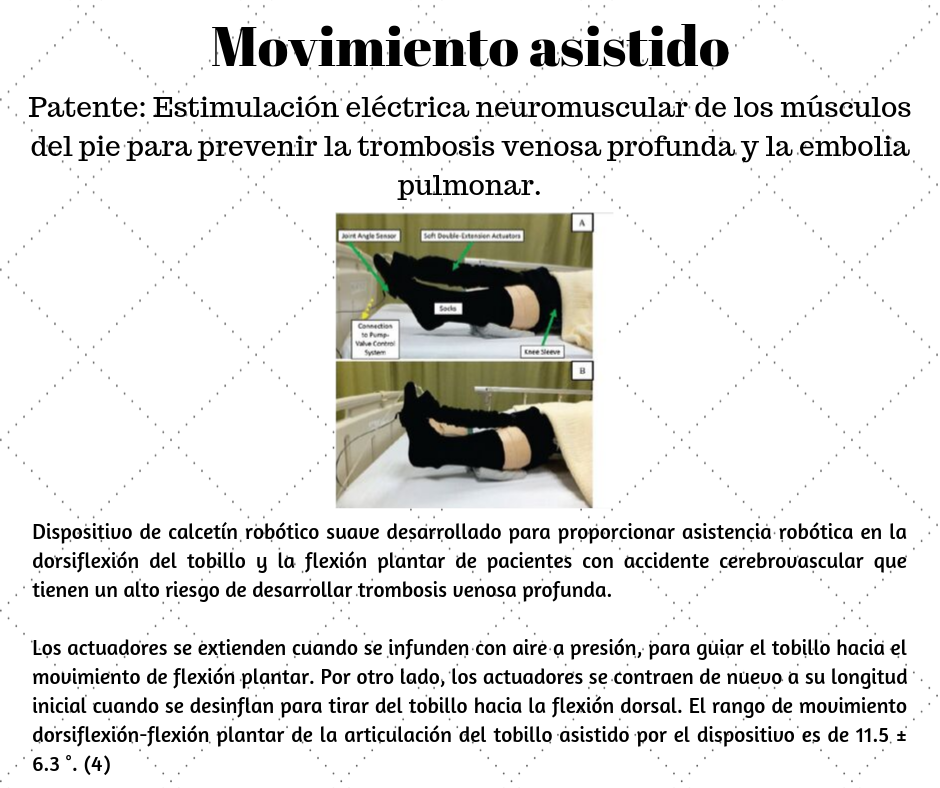 Movimiento asistido
Patente: Estimulación eléctrica neuromuscular de los músculos
del pie para prevenir la trombosis venosa profunda y la embolia
pulmonar.
A
Joint Angle Sensor
Soft Double-Extension Actuators
Socks
Connection
to Pump-
Valve Control
System
Knee Sleeve
B
Dispositivo de calcetín robótico suave desarrollado para proporcionar asistencia robótica en la
dorsiflexión del tobillo y la flexión plantar de pacientes con accidente cerebrovascular que
tienen un alto riesgo de desarrollar trombosis venosa profunda.
Los actuadores se extienden cuando se infunden con aire a presión, para guiar el tobillo hacia el
movimiento de flexión plantar. Por otro lado, los actuadores se contraen de nuevo a su longitud
inicial cuando se desinflan para tirar del tobillo hacia la flexión dorsal. El rango de movimiento
dorsiflexión-flexión plantar de la articulación del tobillo asistido por el dispositivo es de 11.5 ±
6.3 °. (4)